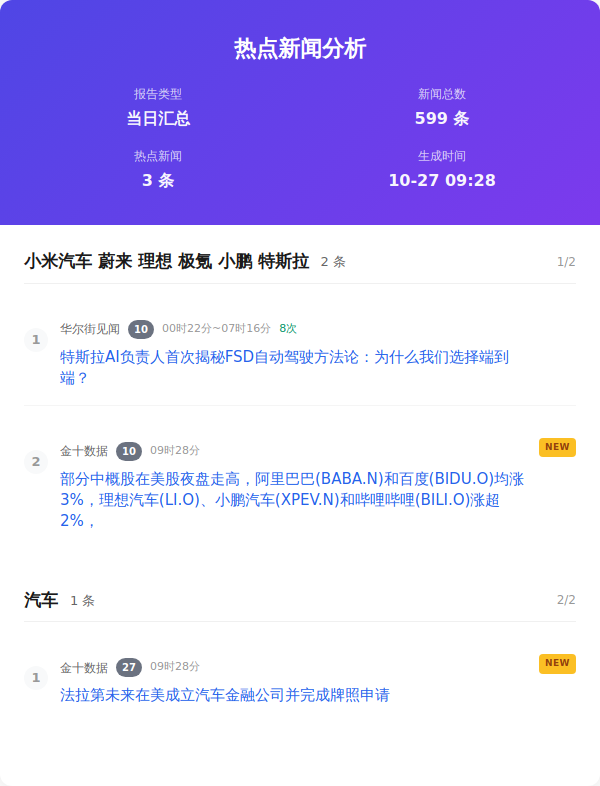 热点新闻分析
报告类型
新闻总数
当日汇总
599 条
热点新闻
生成时间
3 条
10-27 09:28
小米汽车 蔚来 理想 极氪 小鹏 特斯拉 2 条 1/2
1 华尔街见闻 10 00时22分~07时16分 8次
特斯拉AI负责人首次揭秘FSD自动驾驶方法论：为什么我们选择端到
端？
2 金十数据 10 09时28分 NEW
部分中概股在美股夜盘走高，阿里巴巴(BABA.N)和百度(BIDU.O)均涨
3%，理想汽车(LI.O)、小鹏汽车(XPEV.N)和哔哩哔哩(BILI.O)涨超
2%，
汽车 1 条 2/2
1 金十数据 27 09时28分 NEW
法拉第未来在美成立汽车金融公司并完成牌照申请